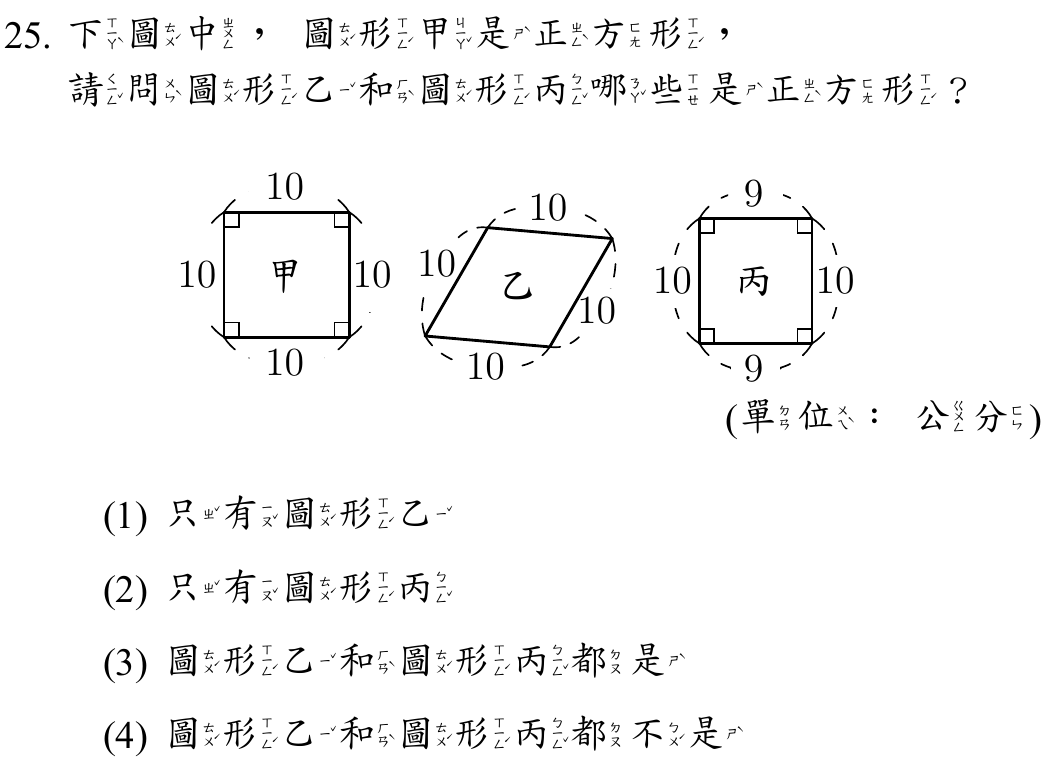 25. 下圖中， 圖形甲是正方形，
請問圖形乙和圖形丙哪些是正方形？
10 10 9
10 甲 10 10 乙 10 10 丙 10
10 10 9
(單位： 公分)
(1) 只有圖形乙
(2) 只有圖形丙
(3) 圖形乙和圖形丙都是
(4) 圖形乙和圖形丙都不是